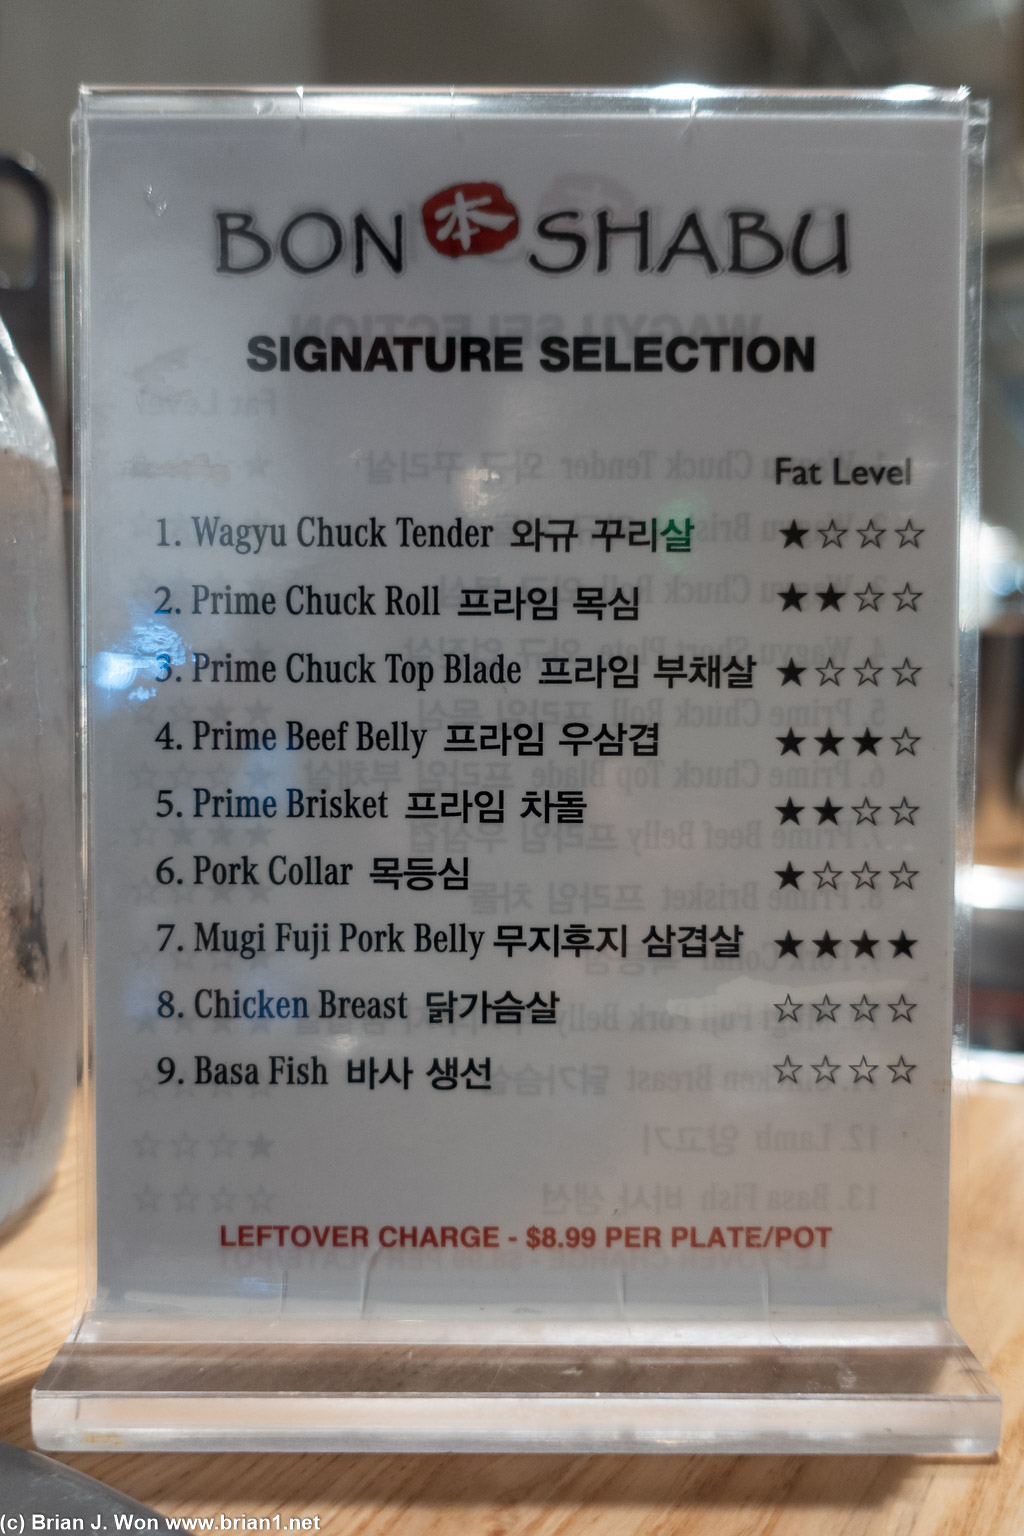 BON 本 SHABU
SIGNATURE SELECTION
Fat Level
1. Wagyu Chuck Tender 와규 꾸리살 ★☆☆☆
2. Prime Chuck Roll 프라임 목심 ★★☆☆
3. Prime Chuck Top Blade 프라임 부채살 ★☆☆☆
4. Prime Beef Belly 프라임 우삼겹 ★★★☆
5. Prime Brisket 프라임 차돌 ★★☆☆
6. Pork Collar 목등심 ★☆☆☆
7. Mugi Fuji Pork Belly 무지후지 삼겹살 ★★★★
8. Chicken Breast 닭가슴살 ☆☆☆☆
9. Basa Fish 바사 생선 ☆☆☆☆
LEFTOVER CHARGE - $8.99 PER PLATE/POT
(c) Brian J. Won www.brian1.net